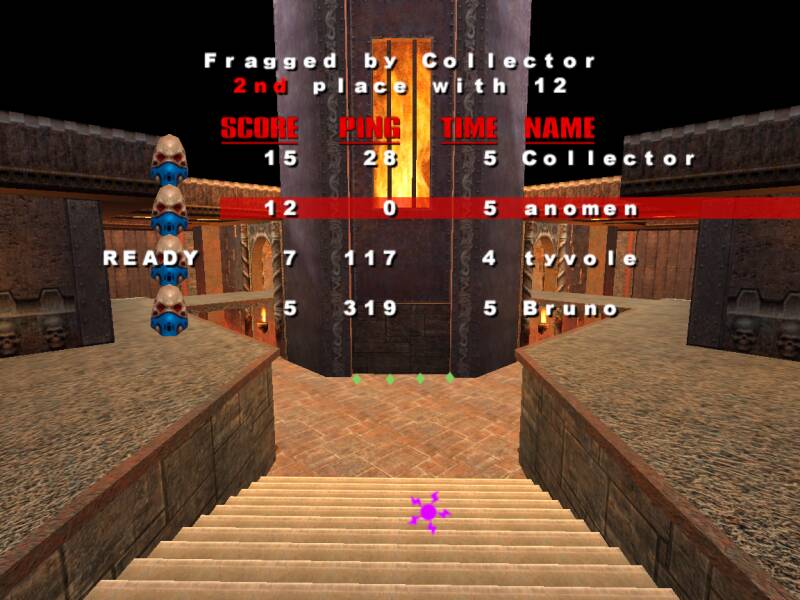 Fragged by Collector
2nd place with 12
SCORE PING TIME NAME
15 28 5 Collector
12 0 5 anomen
READY 7 117 4 tyvole
5 319 5 Bruno